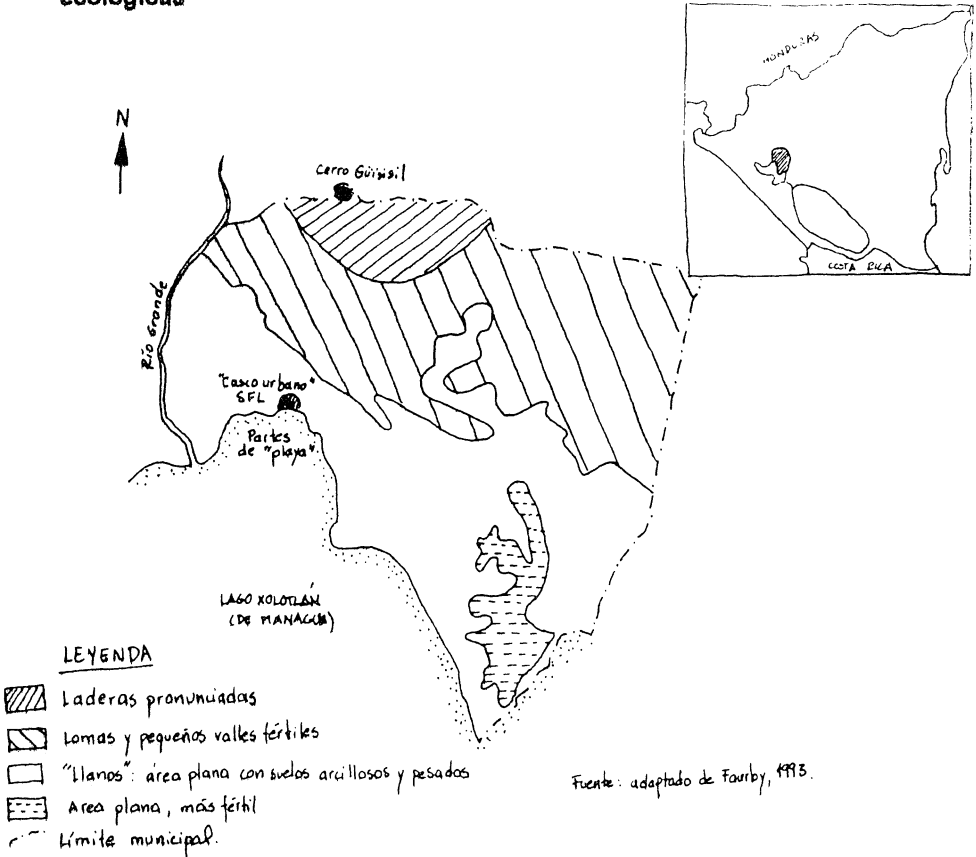 HONDURAS
COSTA RICA
N
Cerro Güisisil
Río Grande
"Casco urbano"
SFL
Partes
de "playa"
LAGO XOLOTLÁN
(DE MANAGUA)
LEYENDA
Laderas pronunciadas
Lomas y pequeños valles fértiles
"Llanos": área plana con suelos arcillosos y pesados
Area plana, más fértil
Límite municipal.
Fuente: adaptado de Fourby, 1993.